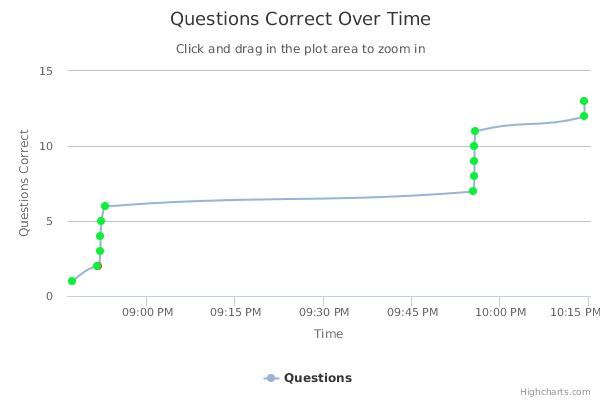 Questions Correct Over Time
Click and drag in the plot area to zoom in
Questions Correct
15
10
5
0
09:00 PM 09:15 PM 09:30 PM 09:45 PM 10:00 PM 10:15 PM
Time
Questions
Highcharts.com